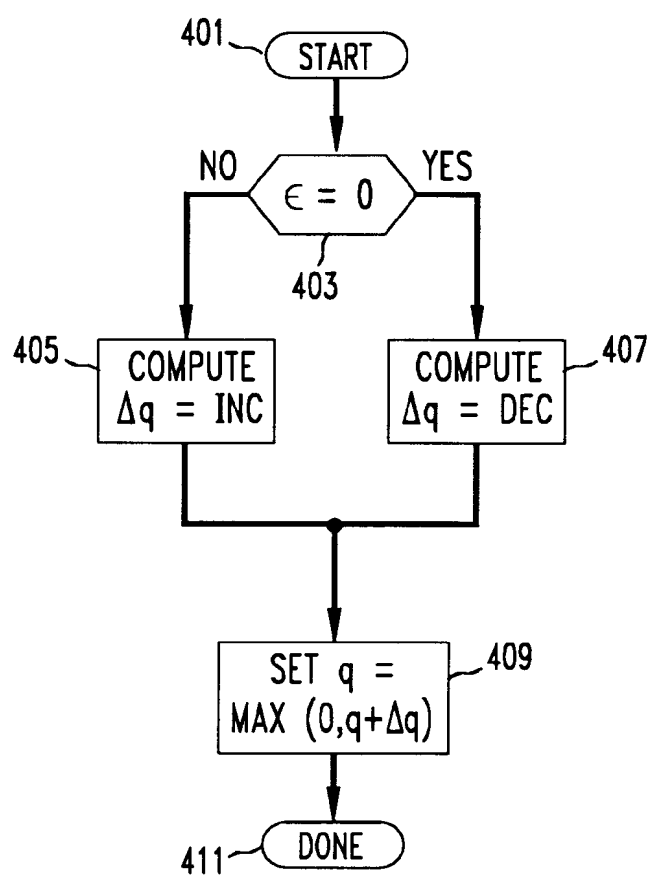 401
START
NO
YES
ϵ = 0
403
405
COMPUTE
Δq = INC
COMPUTE
Δq = DEC
407
SET q =
MAX (0,q+Δq)
409
DONE
411